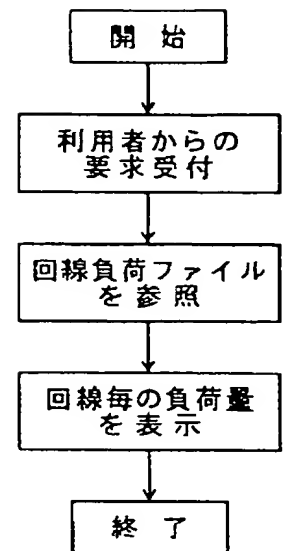 開始
利用者からの
要求受付
回線負荷ファイル
を参照
回線毎の負荷量
を表示
終了